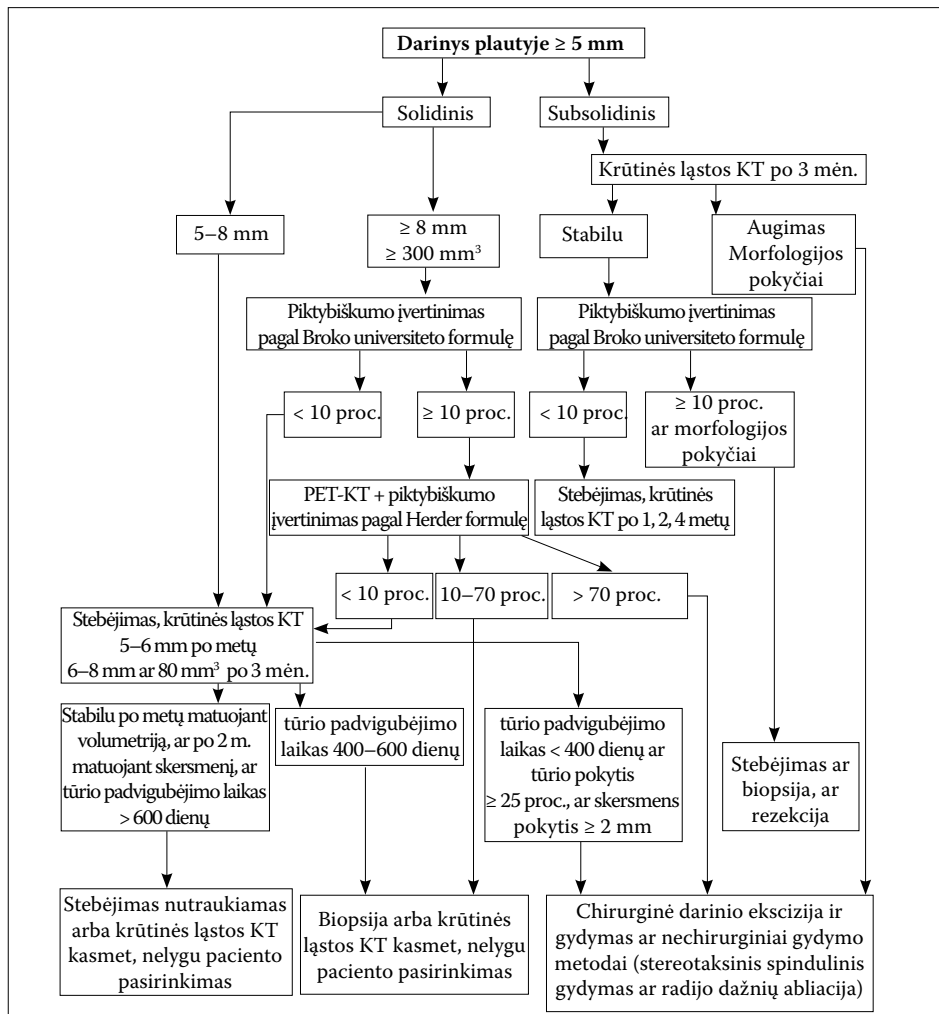 Darinys plautyje ≥ 5 mm
Solidinis
Subsolidinis
Krūtinės ląstos KT po 3 mėn.
5–8 mm
≥ 8 mm
≥ 300 mm³
Stabilu
Augimas
Morfologijos
pokyčiai
Piktybiškumo įvertinimas
pagal Broko universiteto formulę
Piktybiškumo įvertinimas
pagal Broko universiteto formulę
< 10 proc.
≥ 10 proc.
< 10 proc.
≥ 10 proc.
ar morfologijos
pokyčiai
PET-KT + piktybiškumo
įvertinimas pagal Herder formulę
Stebėjimas, krūtinės
ląstos KT po 1, 2, 4 metų
< 10 proc.
10–70 proc.
> 70 proc.
Stebėjimas, krūtinės ląstos KT
5–6 mm po metų
6–8 mm ar 80 mm³ po 3 mėn.
Stabilu po metų matuojant
volumetriją, ar po 2 m.
matuojant skersmenį, ar
tūrio padvigubėjimo laikas
> 600 dienų
tūrio padvigubėjimo
laikas 400–600 dienų
tūrio padvigubėjimo
laikas < 400 dienų ar
tūrio pokytis
≥ 25 proc., ar skersmens
pokytis ≥ 2 mm
Stebėjimas ar
biopsija, ar
rezekcija
Stebėjimas nutraukiamas
arba krūtinės ląstos KT
kasmet, nelygu paciento
pasirinkimas
Biopsija arba krūtinės
ląstos KT kasmet, nelygu
paciento pasirinkimas
Chirurginė darinio ekscizija ir
gydymas ar nechirurginiai gydymo
metodai (stereotaksinis spindulinis
gydymas ar radijo dažnių abliacija)